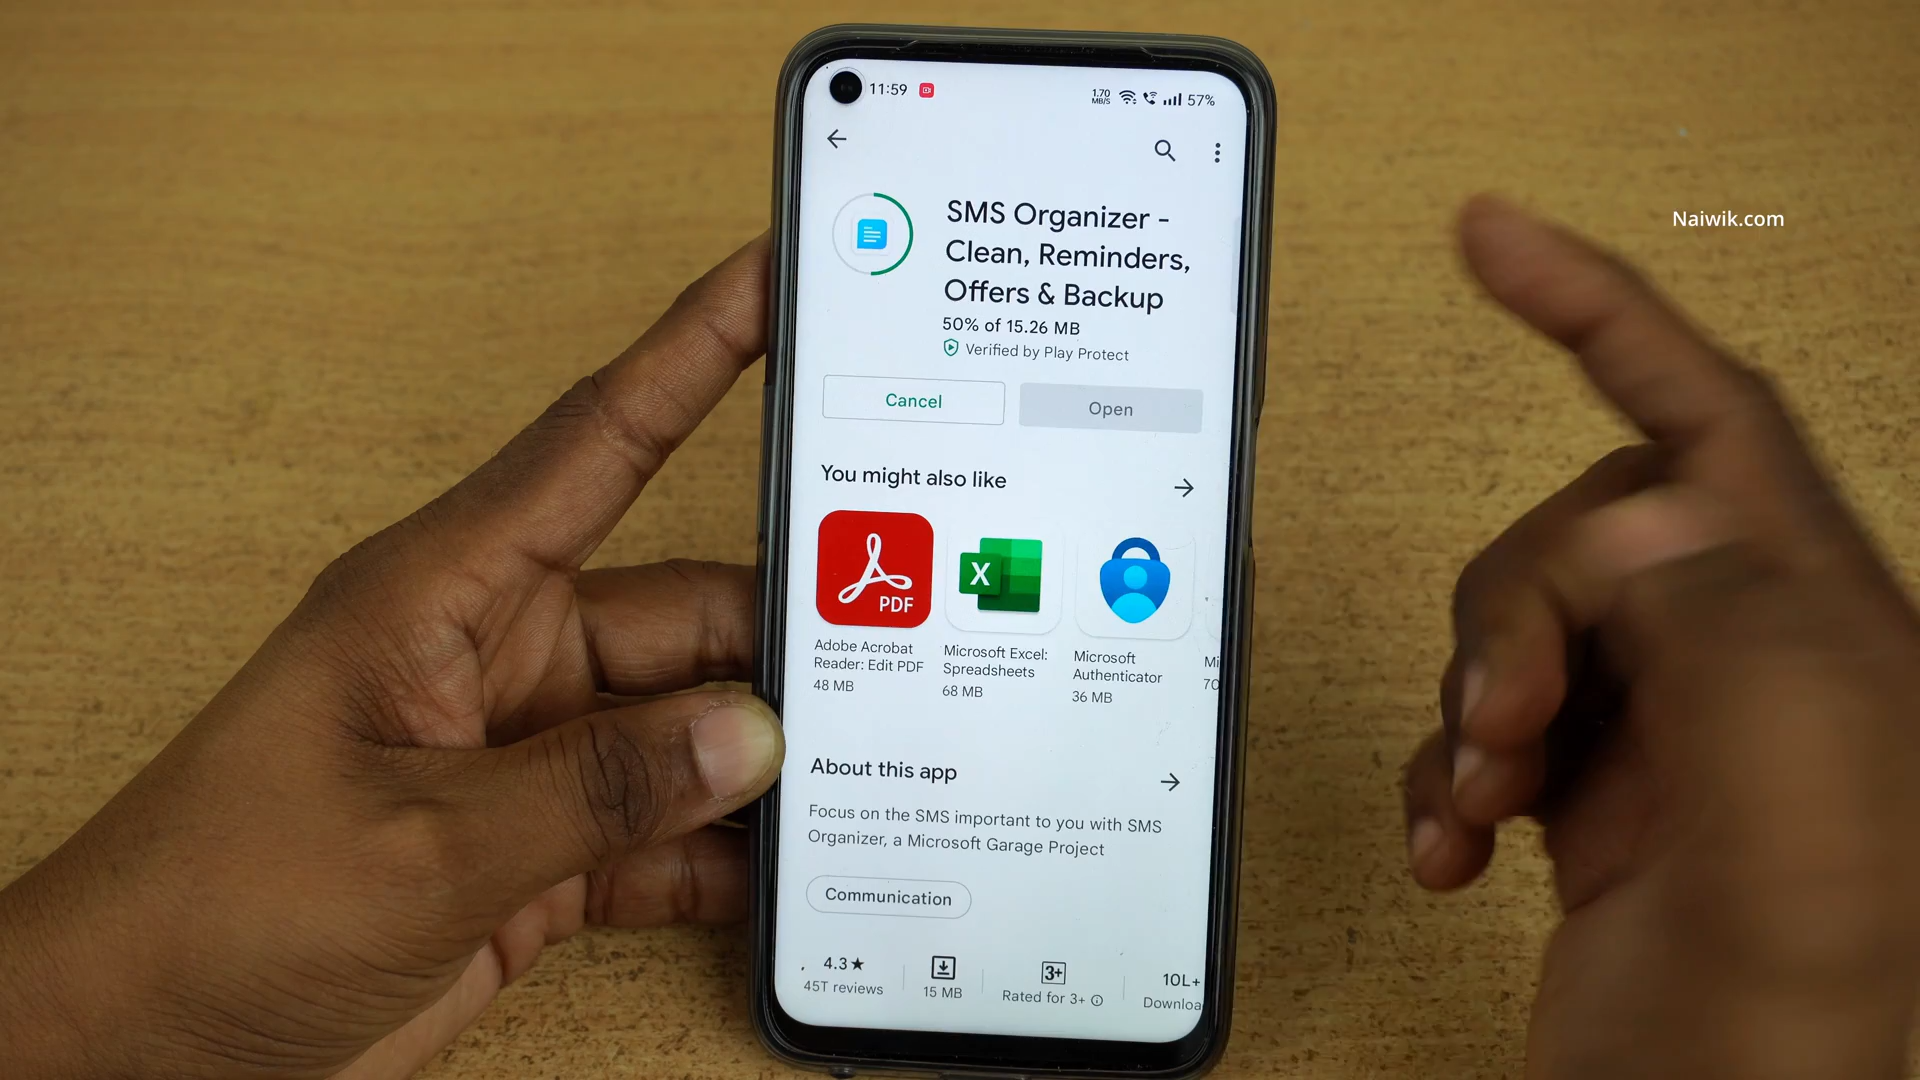 11:59
1.70
MB/S
57%
Naiwik.com
SMS Organizer -
Clean, Reminders,
Offers & Backup
50% of 15.26 MB
Verified by Play Protect
Cancel
Open
You might also like
PDF
X
Adobe Acrobat
Reader: Edit PDF
48 MB
Microsoft Excel:
Spreadsheets
68 MB
Microsoft
Authenticator
36 MB
Mi
70
About this app
Focus on the SMS important to you with SMS
Organizer, a Microsoft Garage Project
Communication
4.3★
45T reviews
15 MB
3+
Rated for 3+
10L+
Downloa